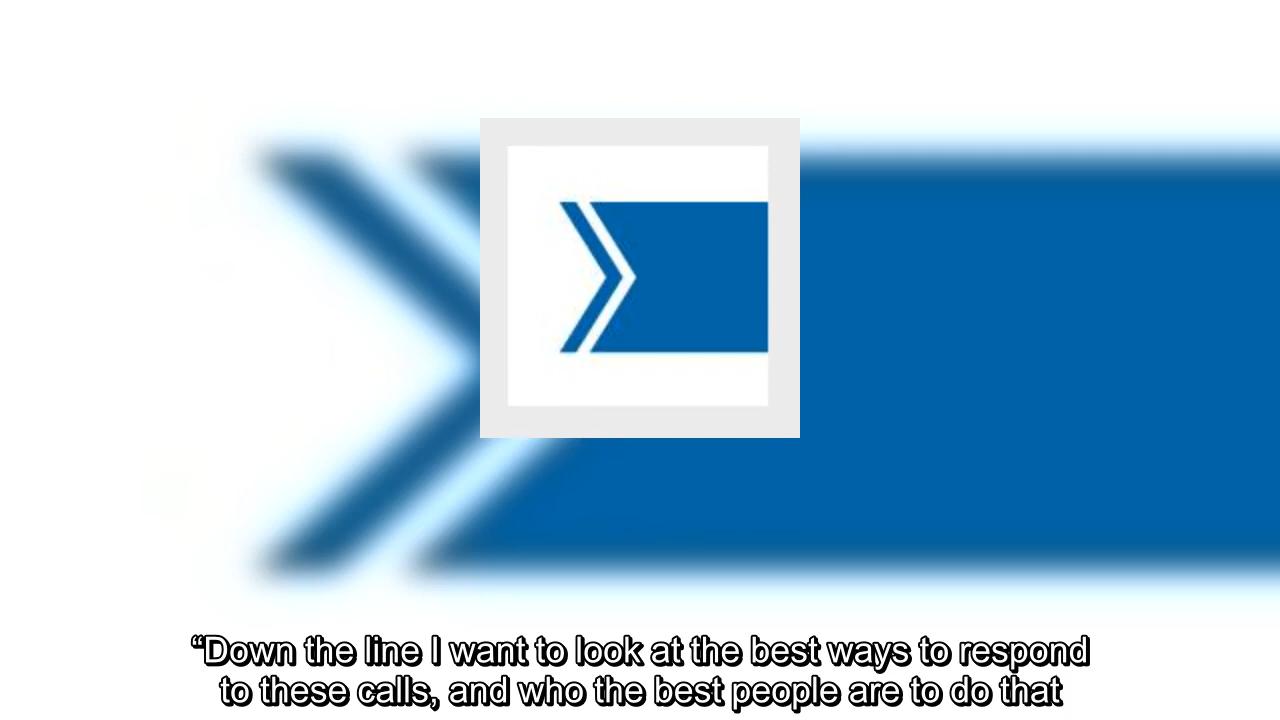 “Down the line I want to look at the best ways to respond
to these calls, and who the best people are to do that